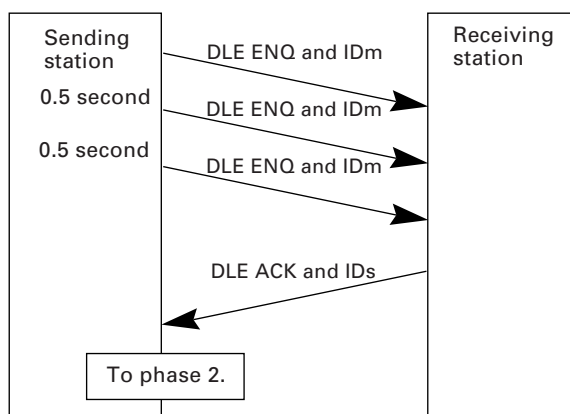 Sending
station
Receiving
station
DLE ENQ and IDm
0.5 second
DLE ENQ and IDm
0.5 second
DLE ENQ and IDm
DLE ACK and IDs
To phase 2.